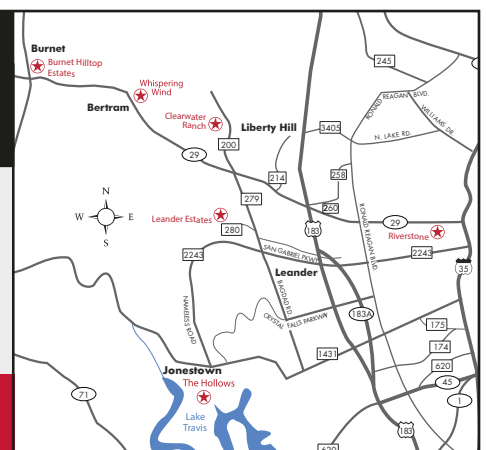 Burnet
Burnet Hilltop
Estates
245
Whispering
Wind
RONALD REAGAN BLVD.
Bertram
WILLIAMS DR.
Clearwater
Ranch
Liberty Hill
3405
N. LAKE RD.
200
29
214
258
279
260
Leander Estates
280
183
RONALD REAGAN BLVD.
29
Riverstone
N
W
E
S
2243
SAN GABRIEL PKWY.
2243
35
Leander
BAGDAD RD.
NAMELESS ROAD
CRYSTAL FALLS PARKWAY
183A
175
174
1431
620
45
Jonestown
The Hollows
71
1
Lake
Travis
183
620